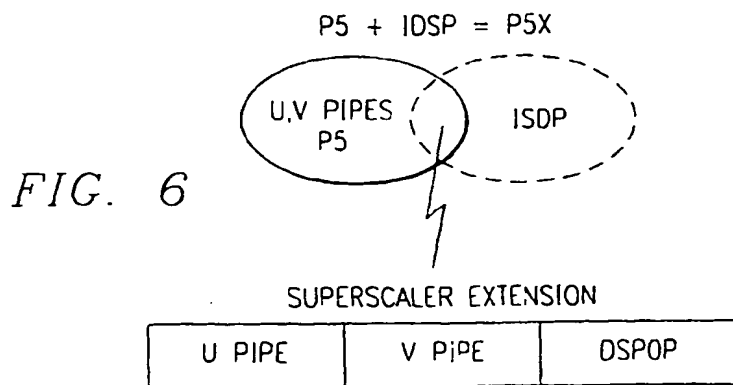 P5 + IDSP = P5X
U,V PIPES
P5
ISDP
FIG. 6
SUPERSCALER EXTENSION
U PIPE V PIPE DSPOP